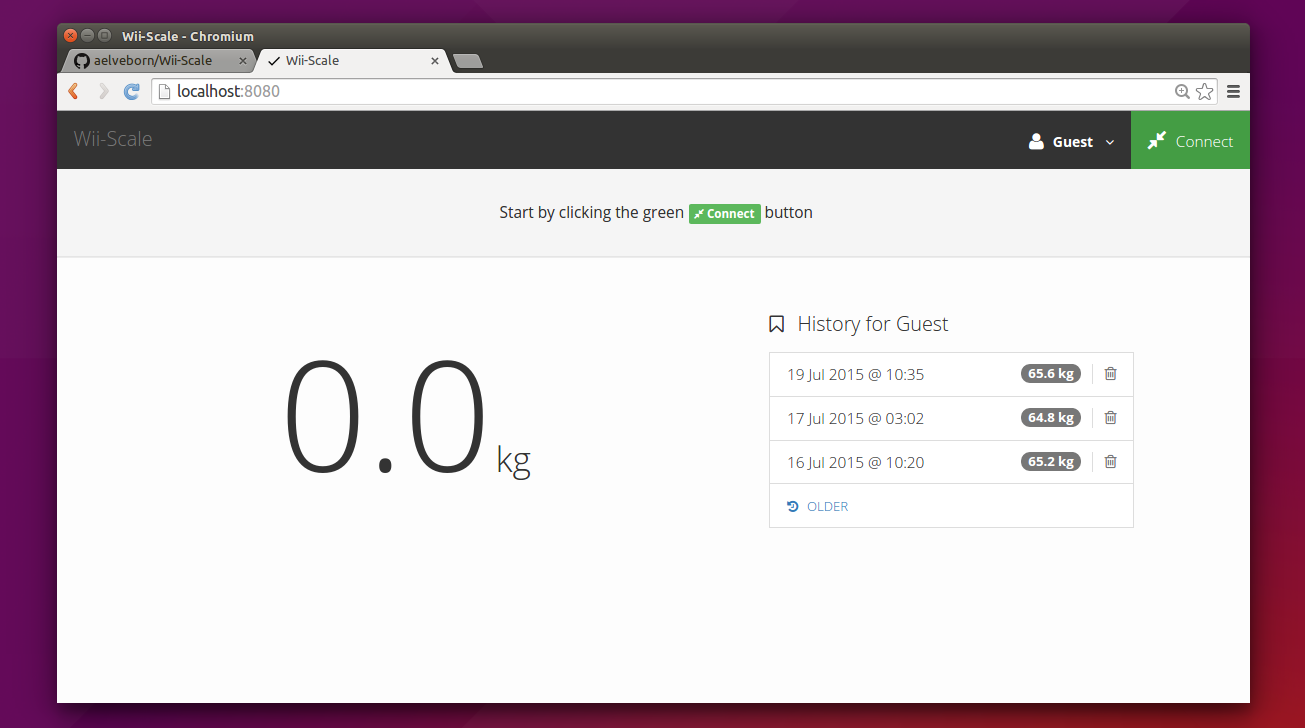 Wii-Scale - Chromium
aelveborn/Wii-Scale
Wii-Scale
localhost:8080
Wii-Scale
Guest
Connect
Start by clicking the green Connect button
0.0 kg
History for Guest
19 Jul 2015 @ 10:35 65.6 kg
17 Jul 2015 @ 03:02 64.8 kg
16 Jul 2015 @ 10:20 65.2 kg
OLDER